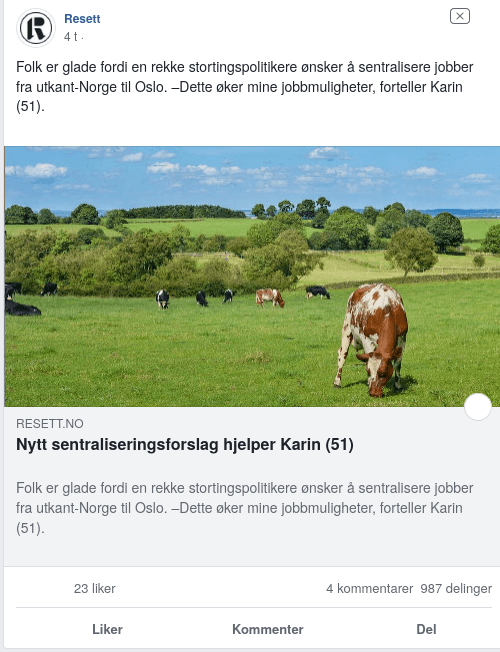 Resett
4 t ·
Folk er glade fordi en rekke stortingspolitikere ønsker å sentralisere jobber
fra utkant-Norge til Oslo. –Dette øker mine jobbmuligheter, forteller Karin
(51).
RESETT.NO
Nytt sentraliseringsforslag hjelper Karin (51)
Folk er glade fordi en rekke stortingspolitikere ønsker å sentralisere jobber
fra utkant-Norge til Oslo. –Dette øker mine jobbmuligheter, forteller Karin
(51).
23 liker 4 kommentarer 987 delinger
Liker Kommenter Del